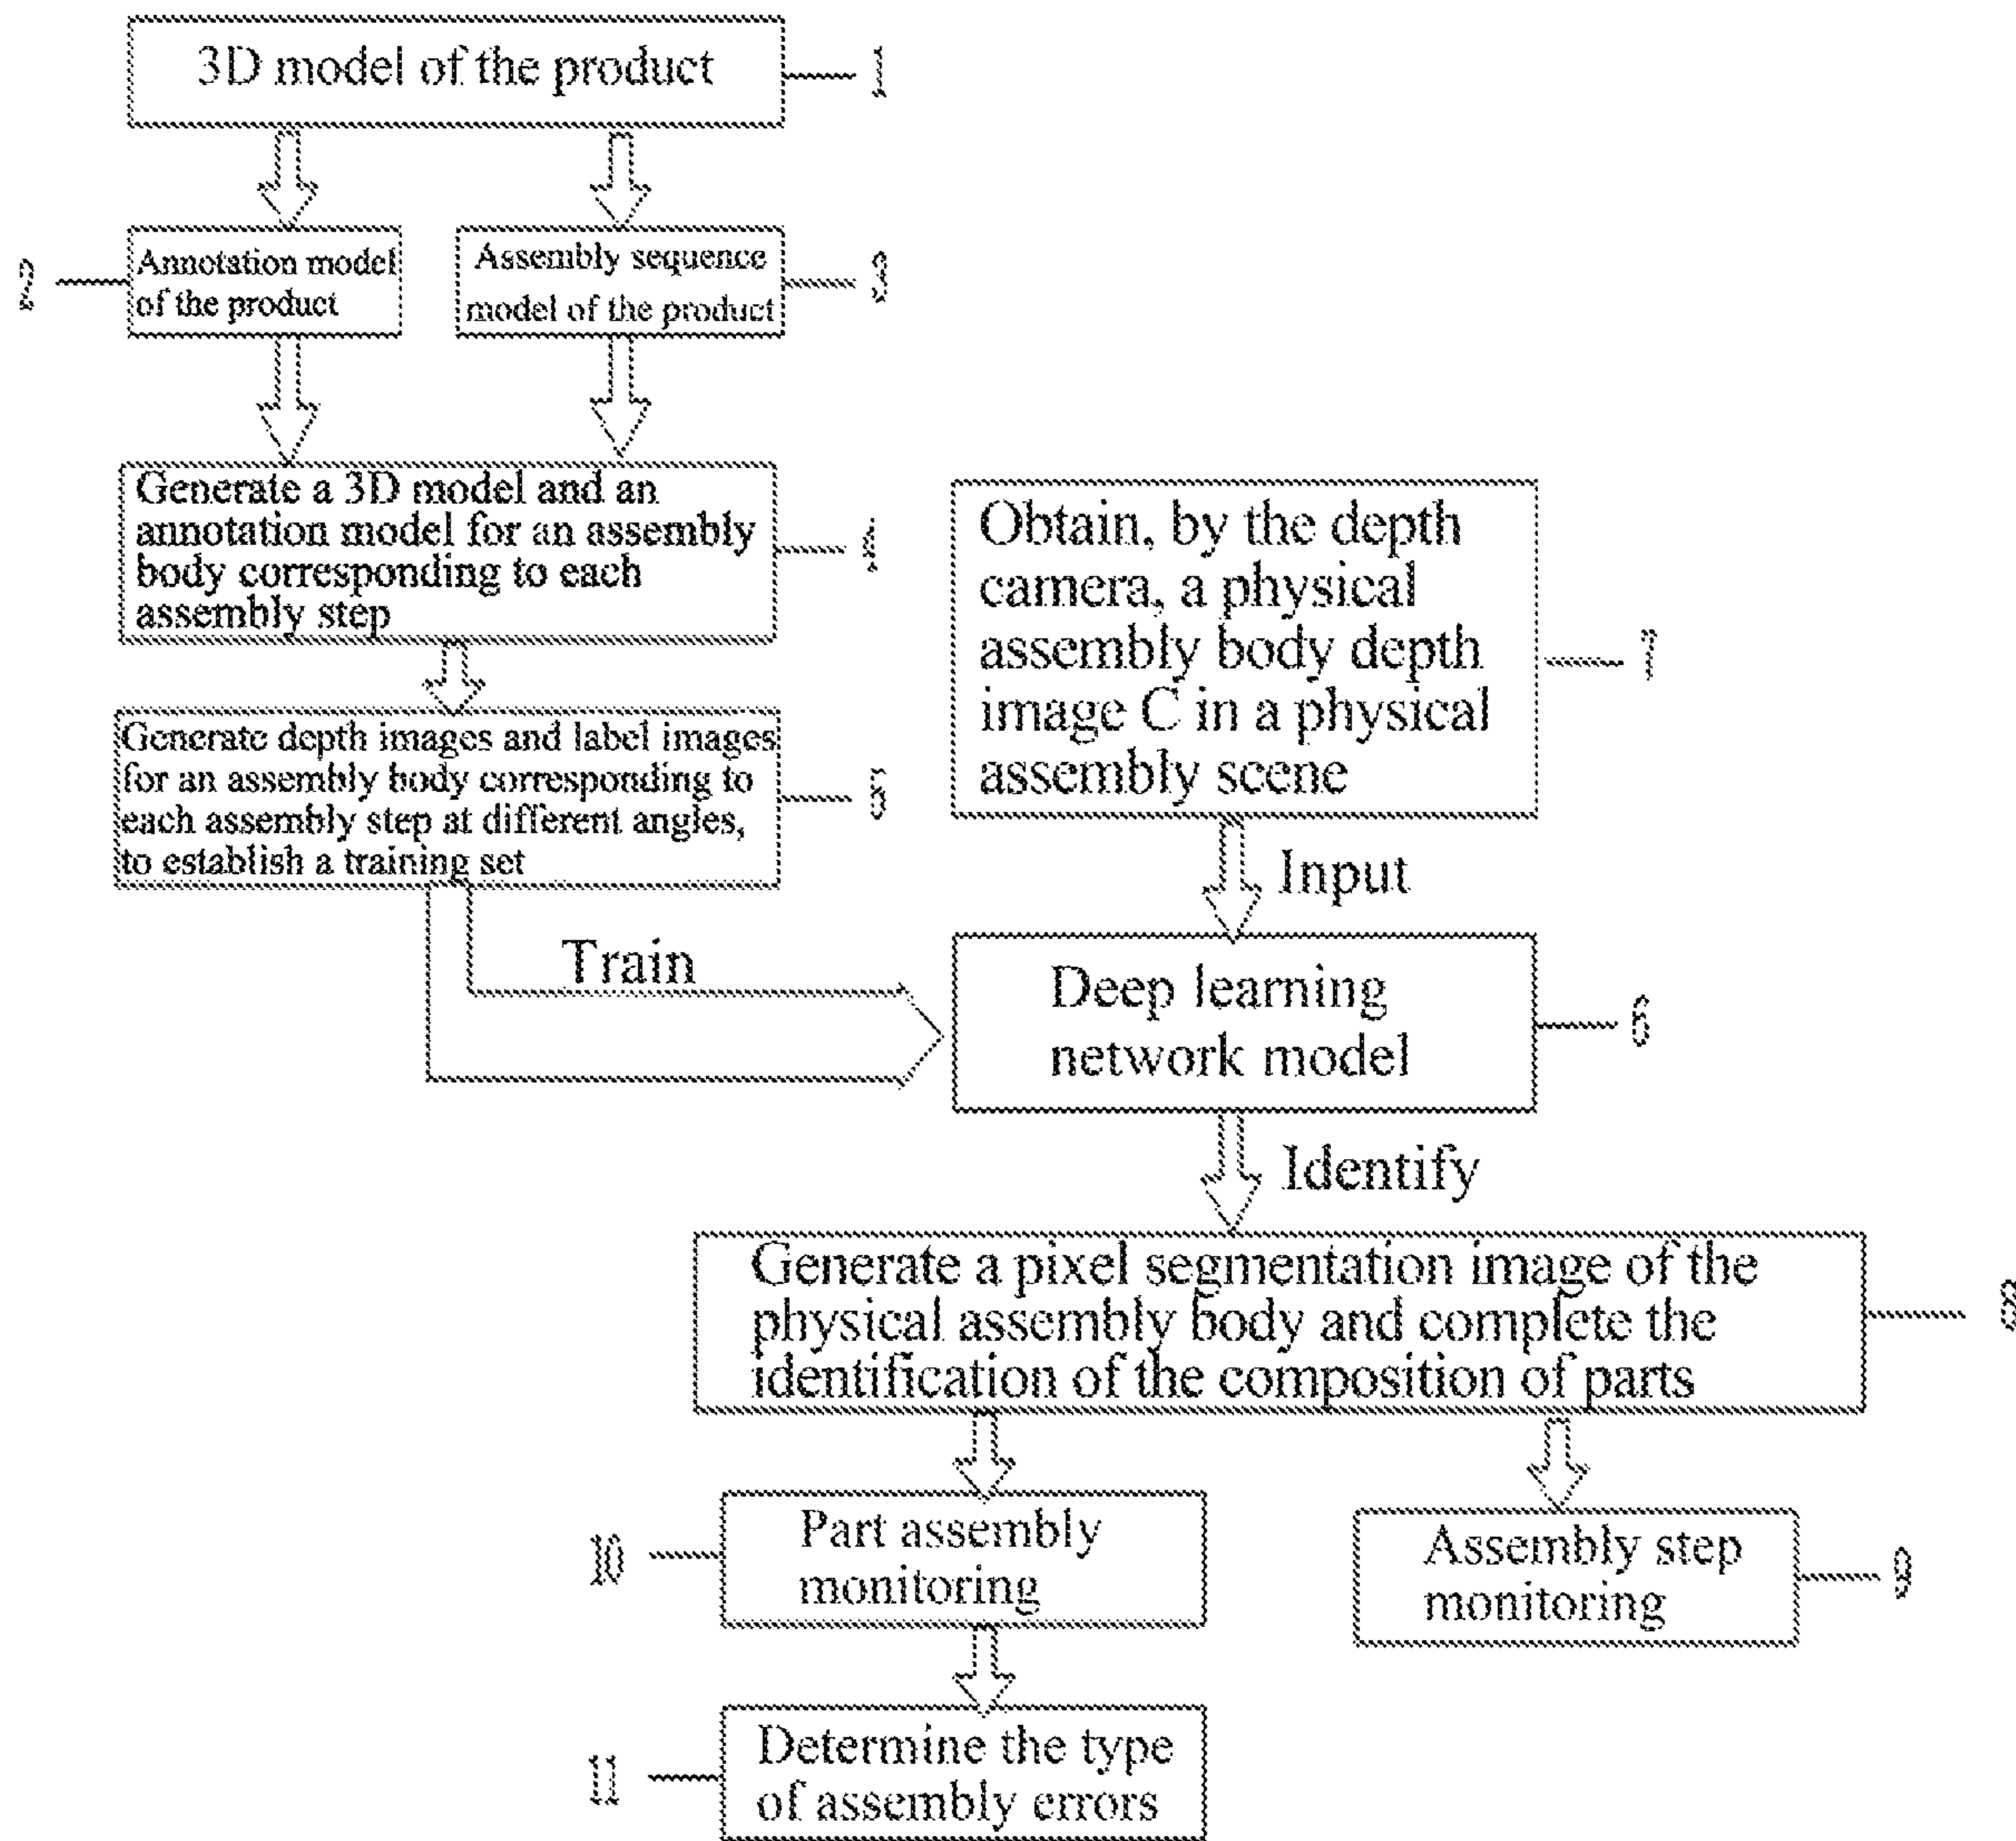 3D model of the product
1
2
Annotation model
of the product
Assembly sequence
model of the product
3
Generate a 3D model and an
annotation model for an assembly
body corresponding to each
assembly step
4
Generate depth images and label images
for an assembly body corresponding to
each assembly step at different angles,
to establish a training set
5
Obtain, by the depth
camera, a physical
assembly body depth
image C in a physical
assembly scene
7
Input
Train
Deep learning
network model
6
Identify
Generate a pixel segmentation image of the
physical assembly body and complete the
identification of the composition of parts
8
10
Part assembly
monitoring
Assembly step
monitoring
9
11
Determine the type
of assembly errors